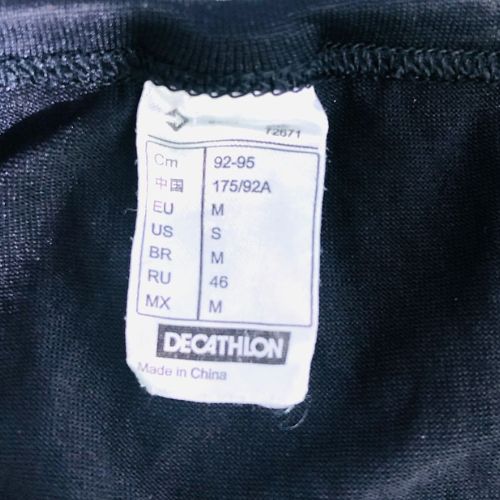 72671
Cm 92-95
中国 175/92A
EU M
US S
BR M
RU 46
MX M
DECATHLON
Made in China